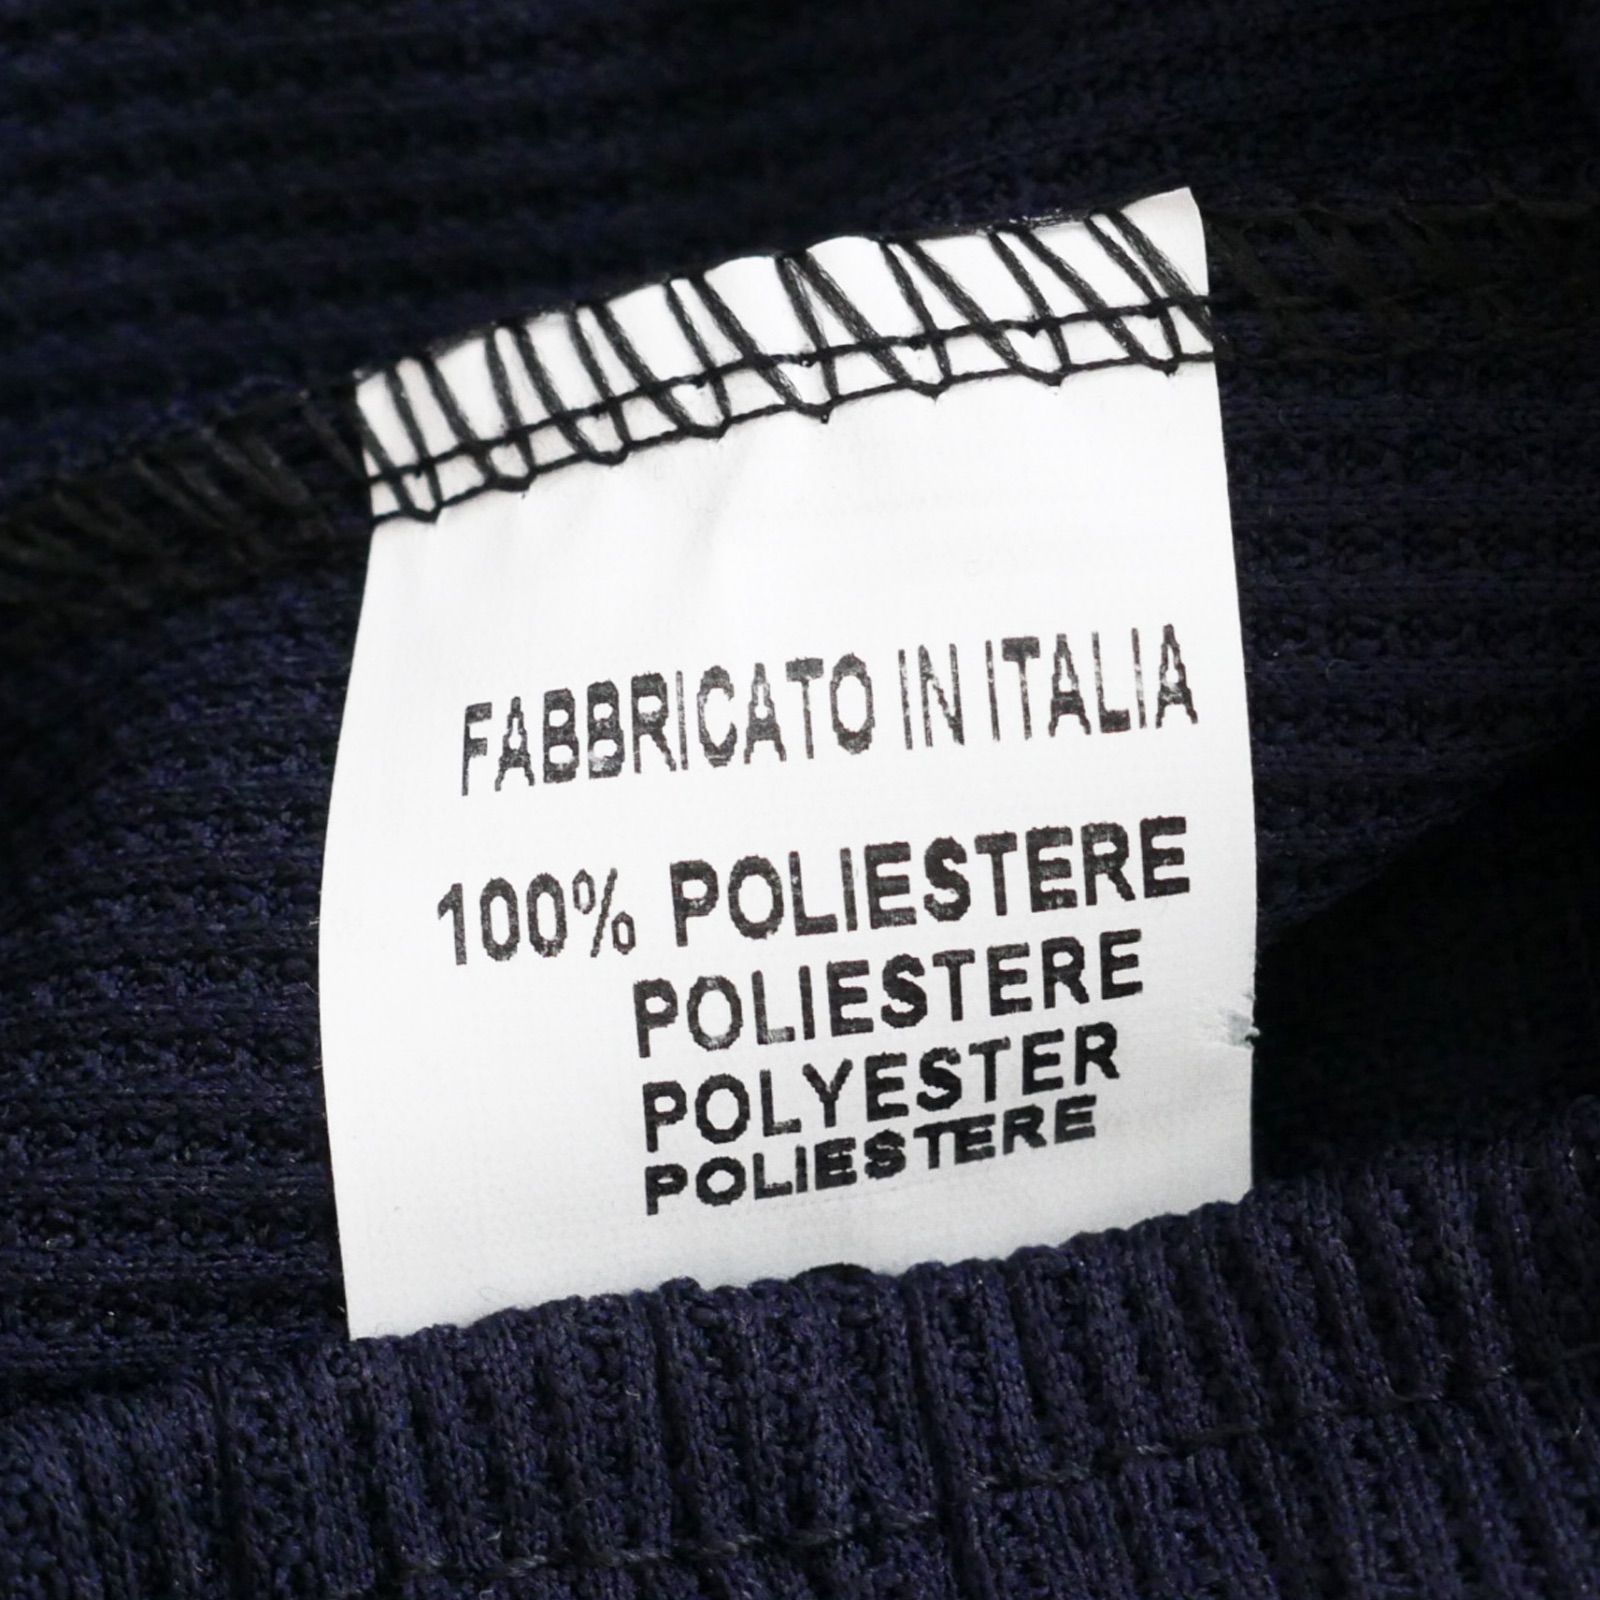 FABBRICATO IN ITALIA
100% POLIESTERE
POLIESTERE
POLYESTER
POLIESTERE